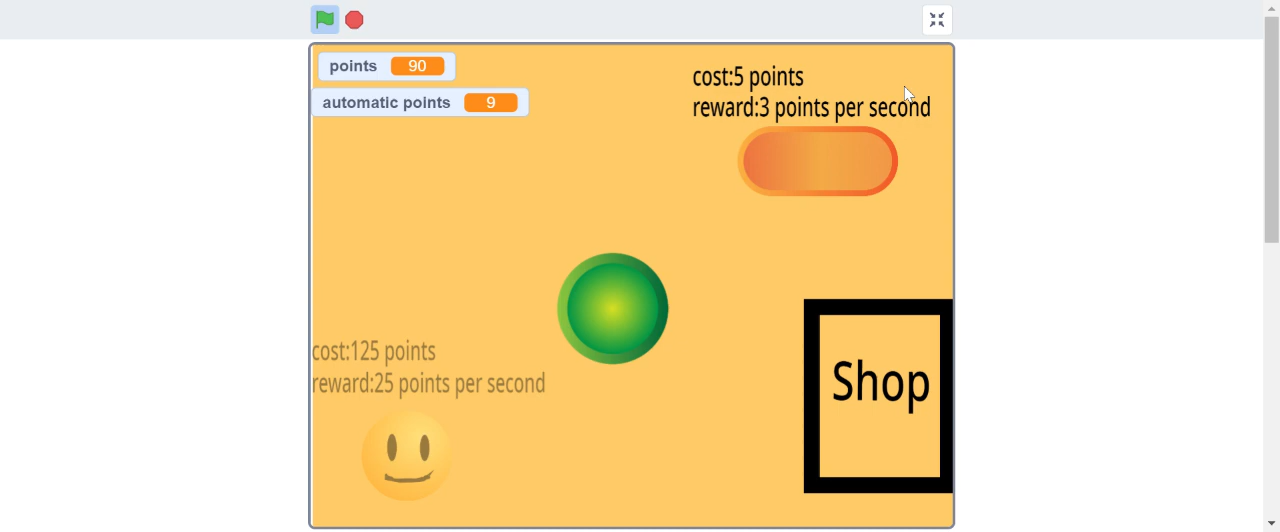 points 90
automatic points 9
cost:5 points
reward:3 points per second
cost:125 points
reward:25 points per second
Shop